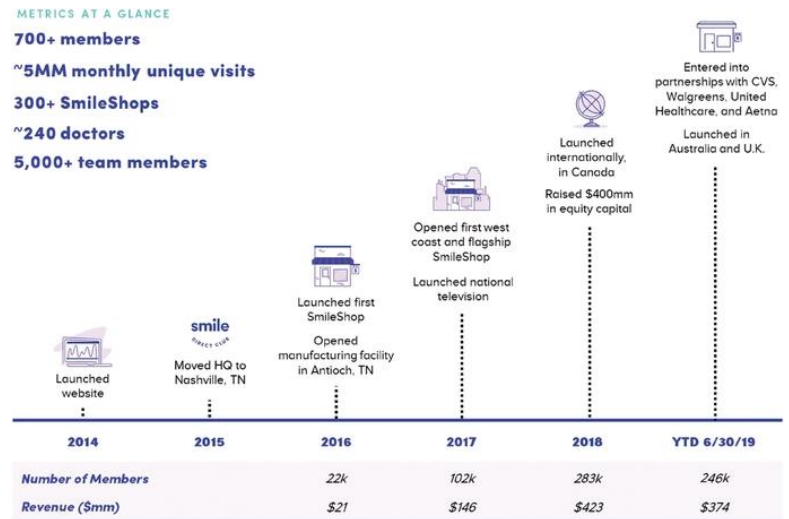 METRICS AT A GLANCE
700+ members
~5MM monthly unique visits
300+ SmileShops
~240 doctors
5,000+ team members
Launched
website
smile
DIRECT CLUB
Moved HQ to
Nashville, TN
Launched first
SmileShop
Opened
manufacturing facility
in Antioch, TN
Opened first west
coast and flagship
SmileShop
Launched national
television
Launched
internationally,
in Canada
Raised $400mm
in equity capital
Entered into
partnerships with CVS,
Walgreens, United
Healthcare, and Aetna
Launched in
Australia and U.K.
2014 2015 2016 2017 2018 YTD 6/30/19
Number of Members 22k 102k 283k 246k
Revenue ($mm) $21 $146 $423 $374